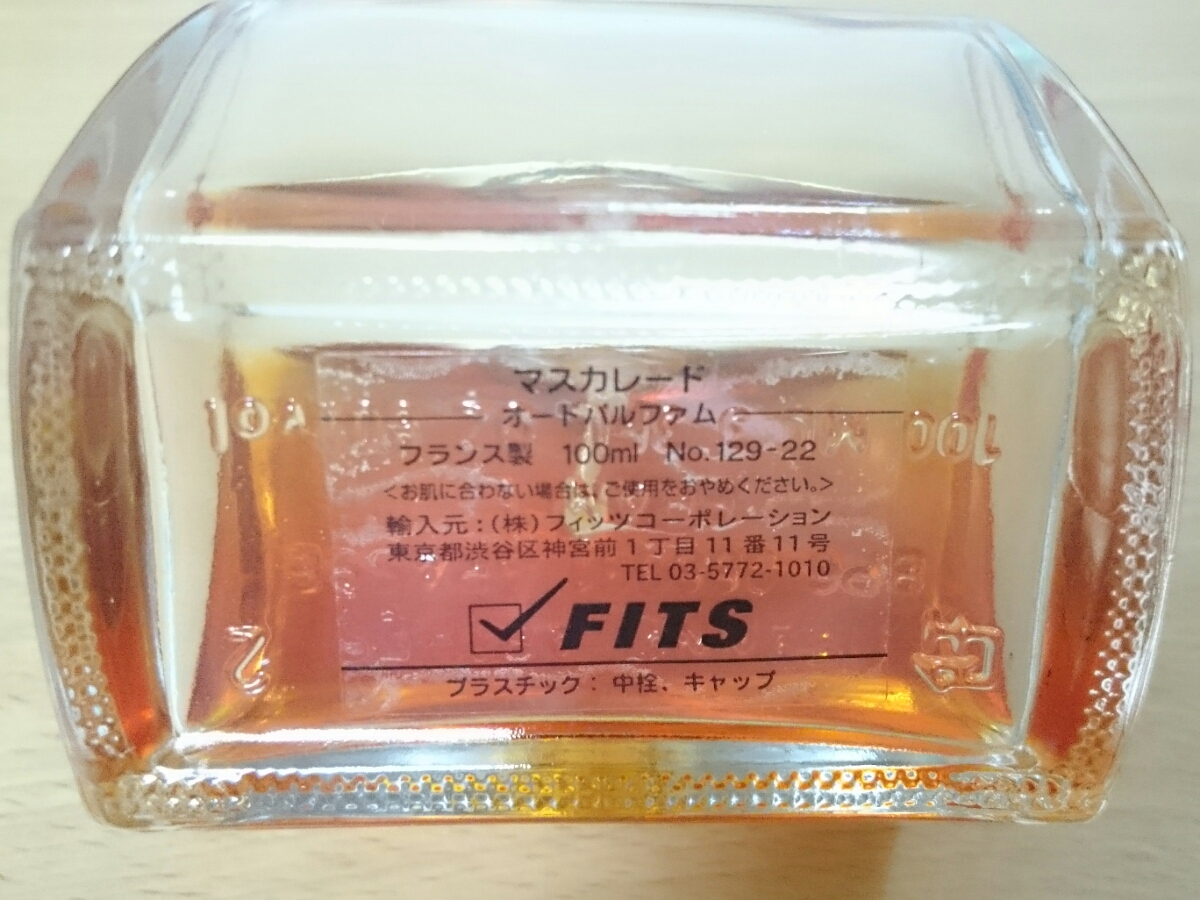 マスカレード
オードパルファム
フランス製 100ml No.129-22
<お肌に合わない場合は、ご使用をおやめください。>
輸入元:(株)フィッツコーポレーション
東京都渋谷区神宮前1丁目11番11号
TEL 03-5772-1010
FITS
プラスチック: 中栓、キャップ
100
2